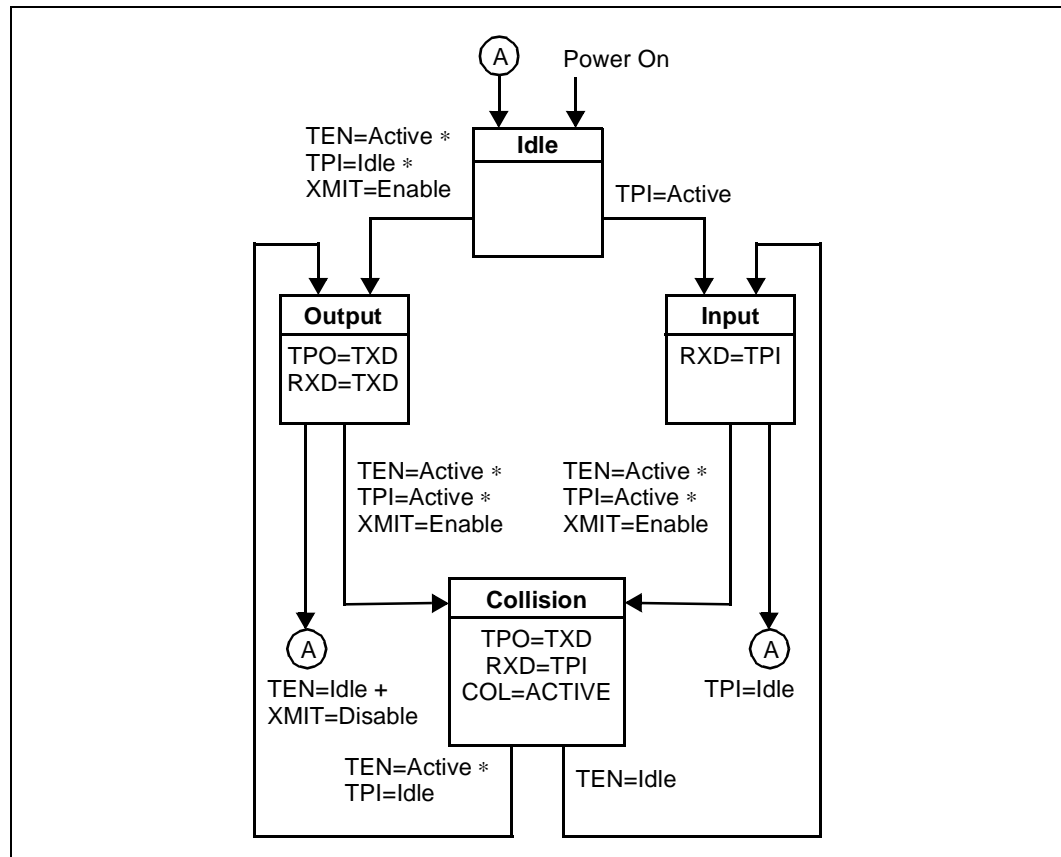 A
Power On
TEN=Active *
TPI=Idle *
XMIT=Enable
Idle
TPI=Active
Output
TPO=TXD
RXD=TXD
Input
RXD=TPI
TEN=Active *
TPI=Active *
XMIT=Enable
TEN=Active *
TPI=Active *
XMIT=Enable
Collision
TPO=TXD
RXD=TPI
COL=ACTIVE
A
TEN=Idle +
XMIT=Disable
A
TPI=Idle
TEN=Active *
TPI=Idle
TEN=Idle